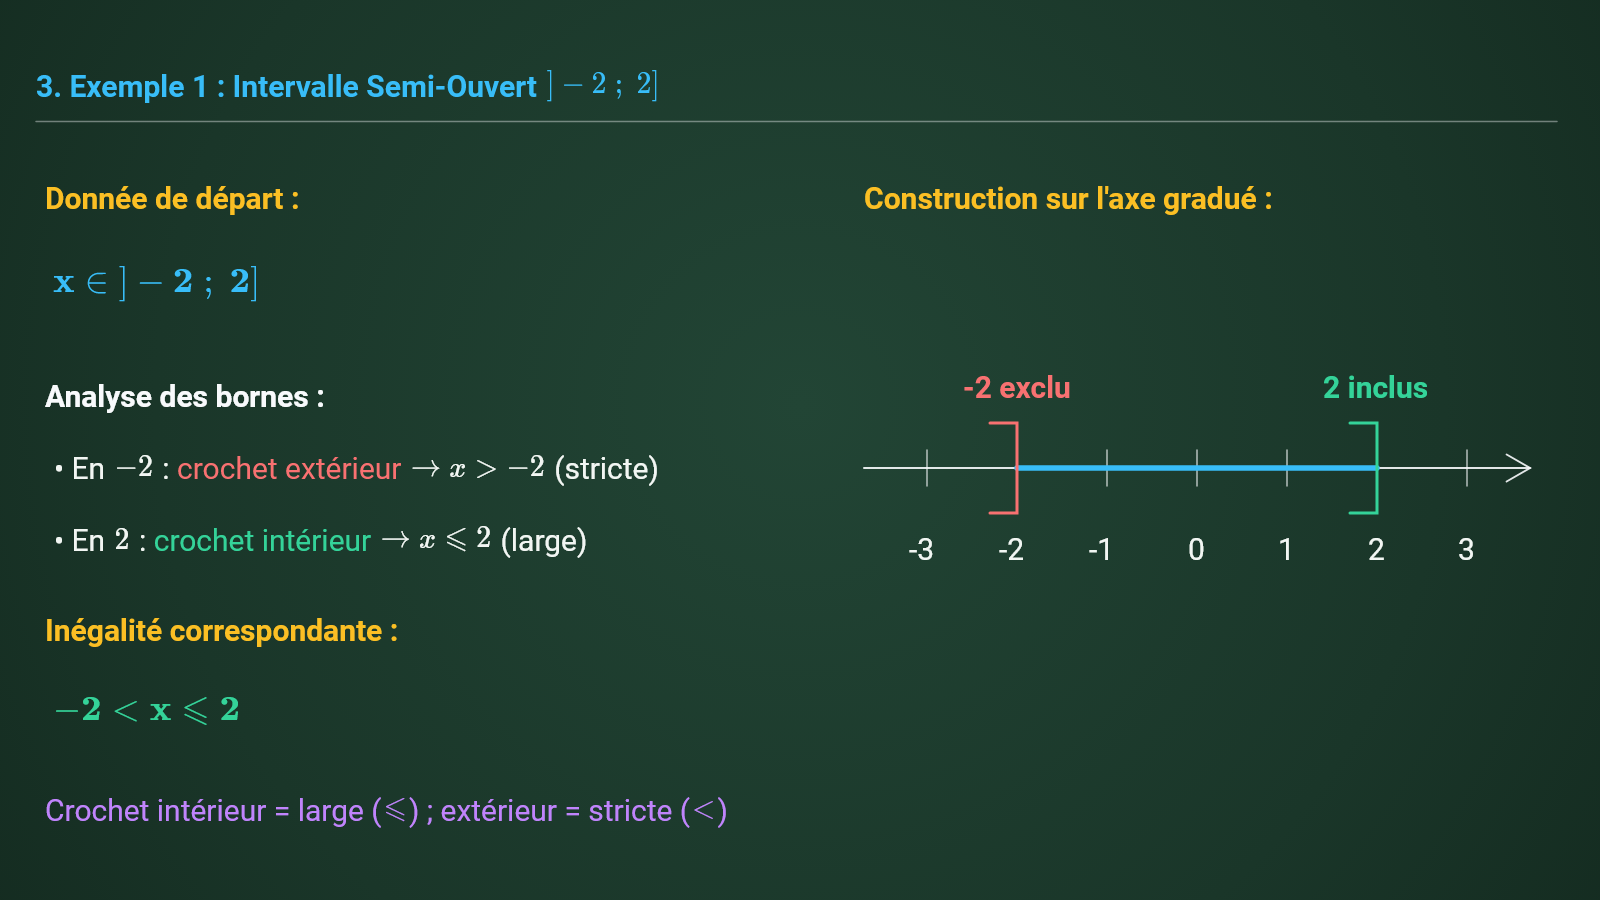 3. Exemple 1 : Intervalle Semi-Ouvert ] − 2 ; 2]
Donnée de départ :
x ∈ ] − 2 ; 2]
Analyse des bornes :
• En −2 : crochet extérieur → x > −2 (stricte)
• En 2 : crochet intérieur → x ⩽ 2 (large)
Inégalité correspondante :
−2 < x ⩽ 2
Crochet intérieur = large (⩽) ; extérieur = stricte (<)
Construction sur l'axe gradué :
-2 exclu 2 inclus
-3 -2 -1 0 1 2 3